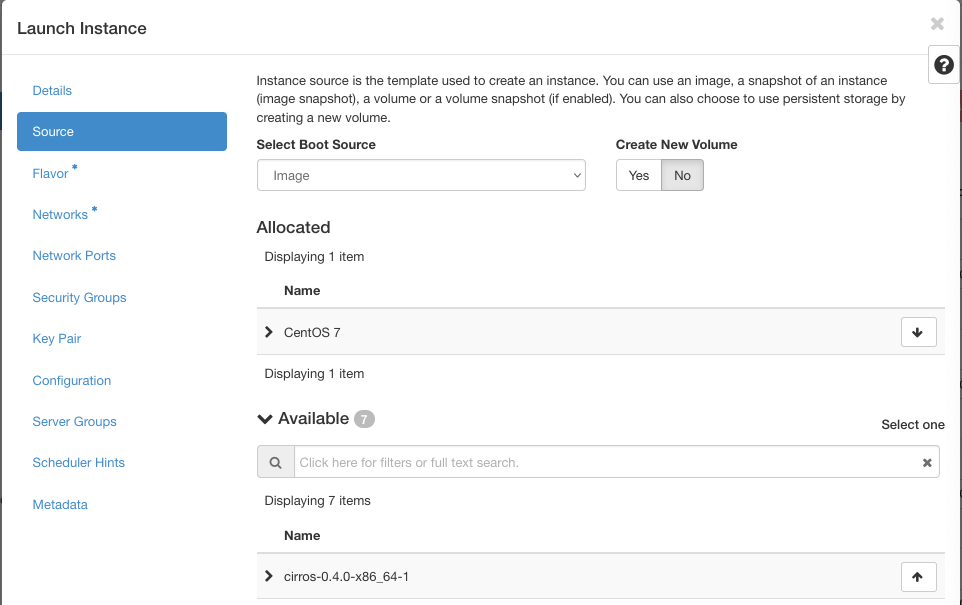 Launch Instance
Details
Source
Flavor *
Networks *
Network Ports
Security Groups
Key Pair
Configuration
Server Groups
Scheduler Hints
Metadata
Instance source is the template used to create an instance. You can use an image, a snapshot of an instance
(image snapshot), a volume or a volume snapshot (if enabled). You can also choose to use persistent storage by
creating a new volume.
Select Boot Source
Image
Create New Volume
Yes No
Allocated
Displaying 1 item
Name
CentOS 7
Displaying 1 item
Available 7
Select one
Click here for filters or full text search.
Displaying 7 items
Name
cirros-0.4.0-x86_64-1